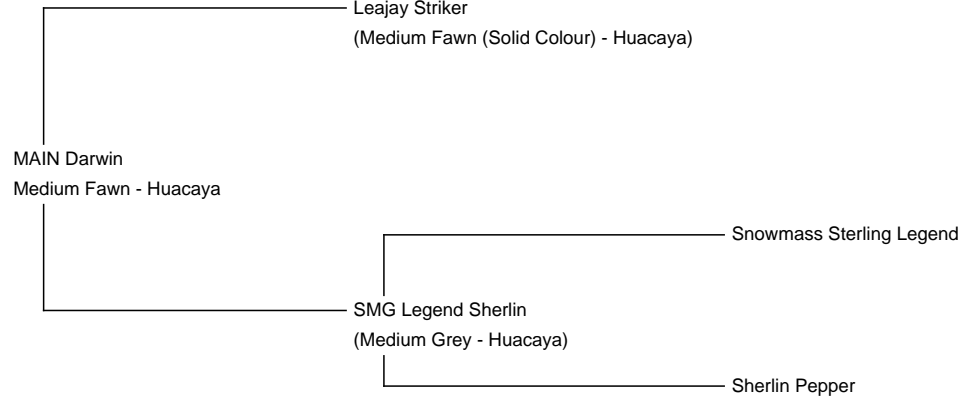 Leajay Striker
(Medium Fawn (Solid Colour) - Huacaya)
MAIN Darwin
Medium Fawn - Huacaya
Snowmass Sterling Legend
SMG Legend Sherlin
(Medium Grey - Huacaya)
Sherlin Pepper